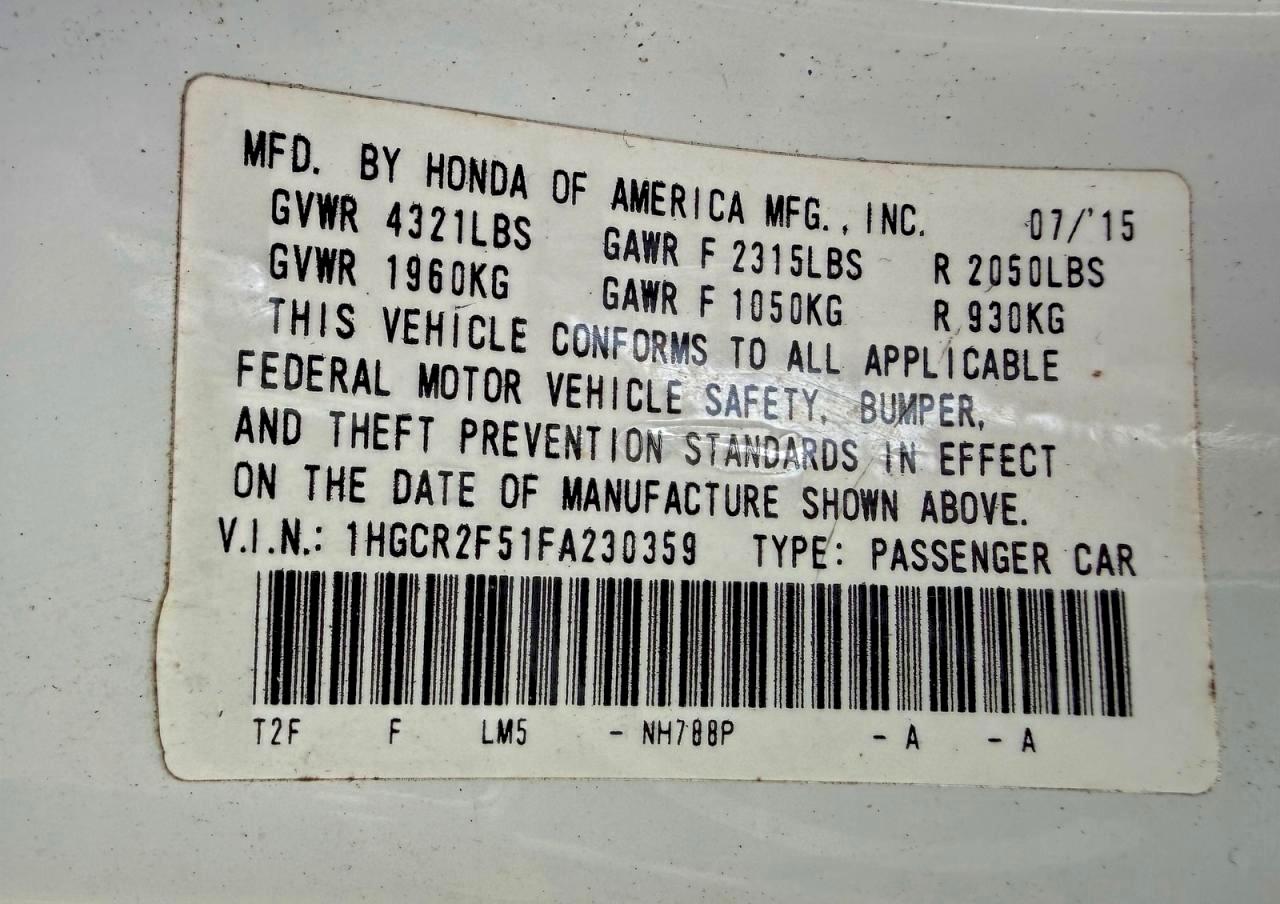 MFD. BY HONDA OF AMERICA MFG., INC. 07/'15
GVWR 4321LBS GAWR F 2315LBS R 2050LBS
GVWR 1960KG GAWR F 1050KG R 930KG
THIS VEHICLE CONFORMS TO ALL APPLICABLE
FEDERAL MOTOR VEHICLE SAFETY, BUMPER,
AND THEFT PREVENTION STANDARDS IN EFFECT
ON THE DATE OF MANUFACTURE SHOWN ABOVE.
V.I.N.: 1HGCR2F51FA230359 TYPE: PASSENGER CAR
T2F F LM5 - NH788P - A - A